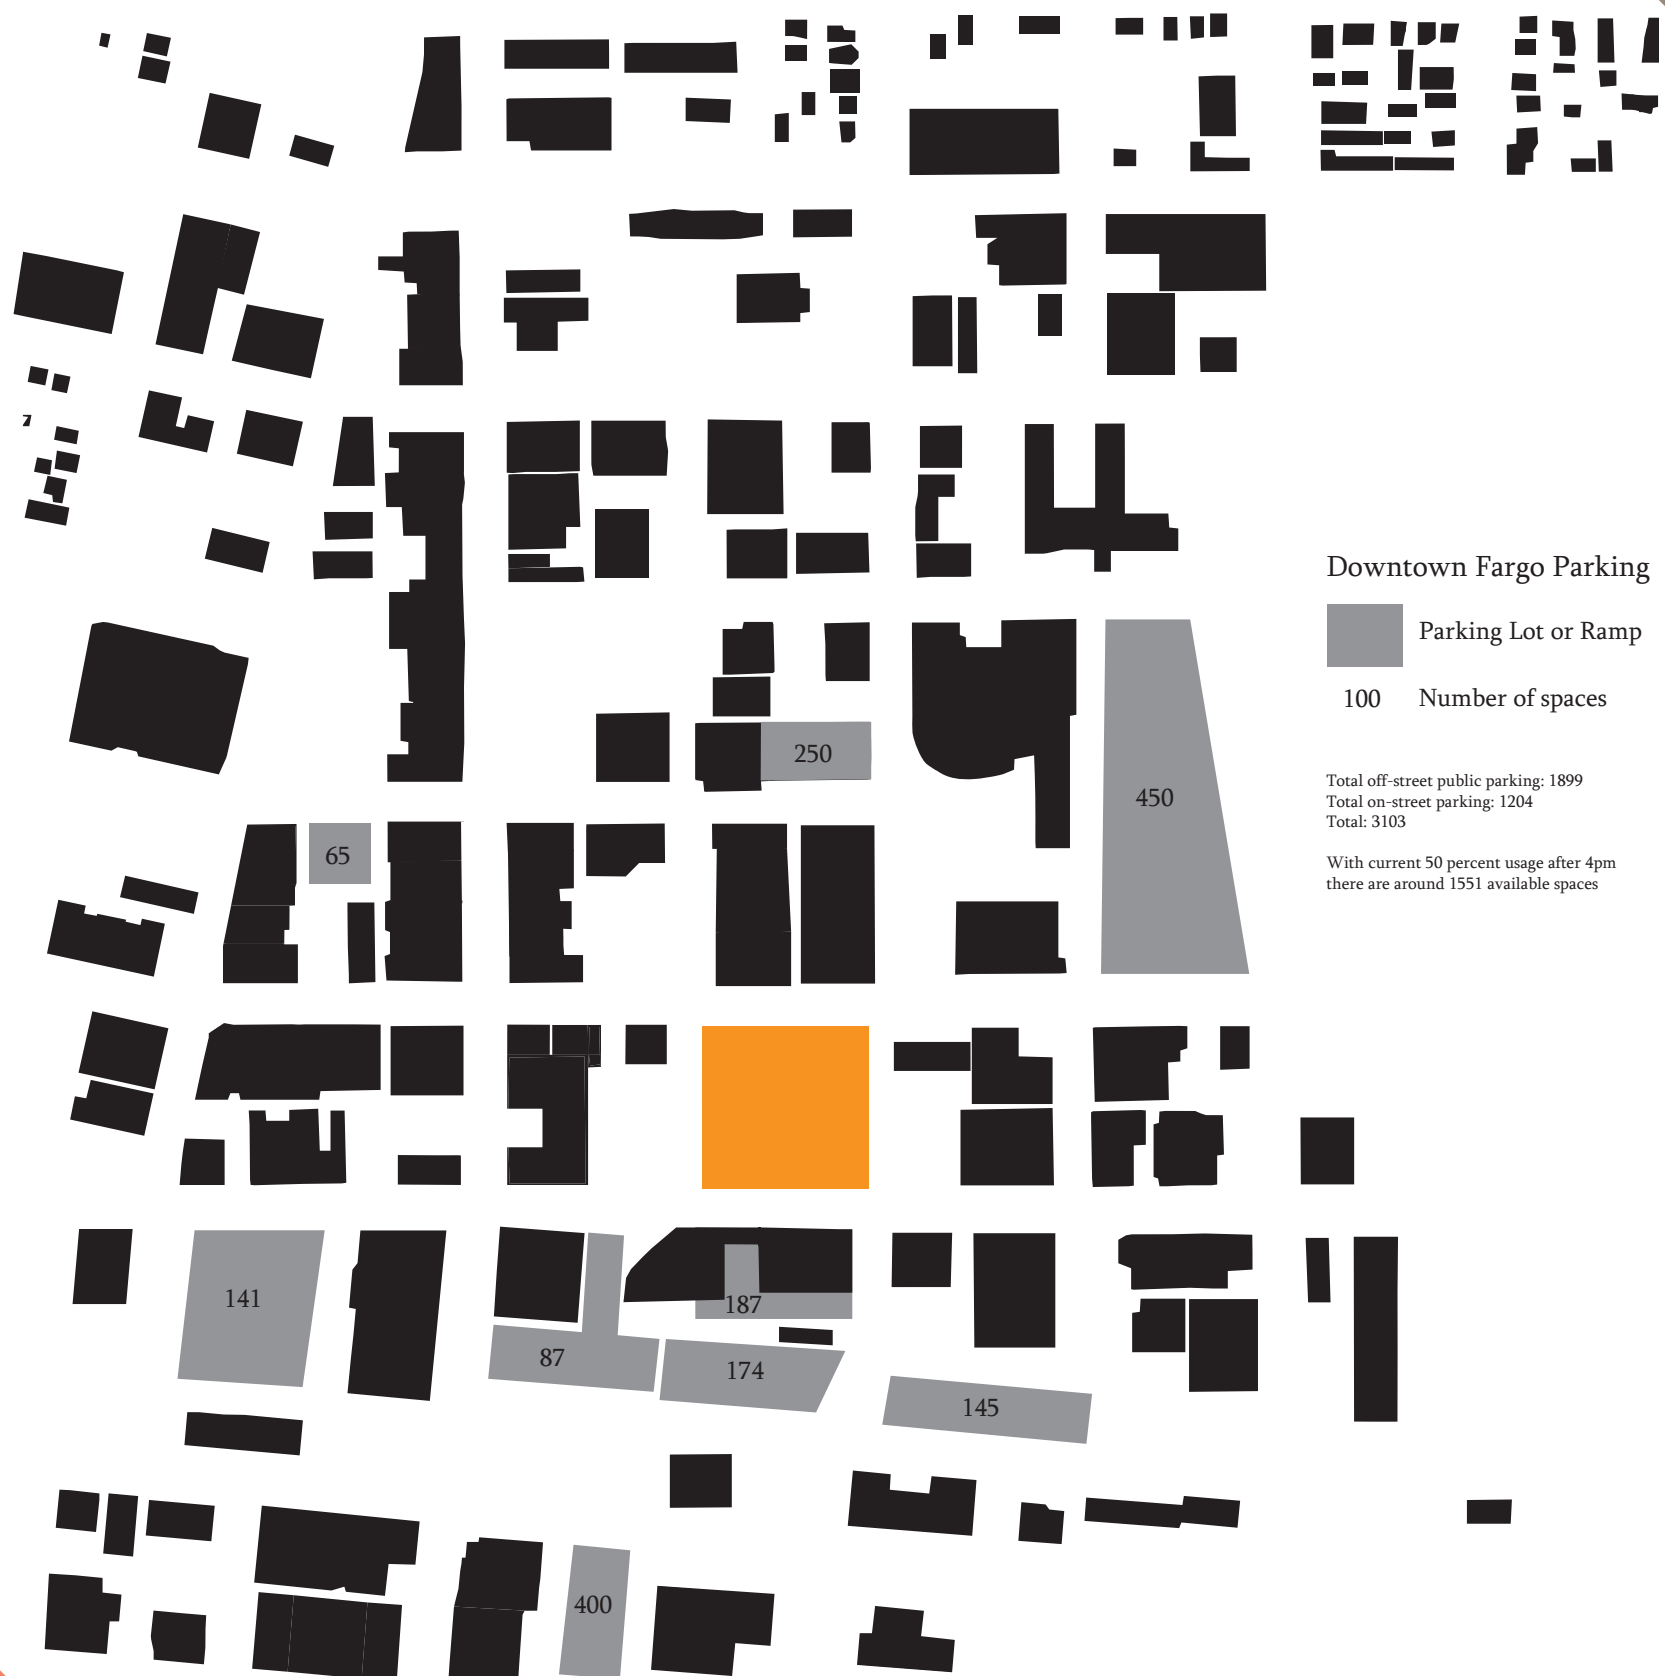 Downtown Fargo Parking
Parking Lot or Ramp
100 Number of spaces
250
450
Total off-street public parking: 1899
Total on-street parking: 1204
Total: 3103
65
With current 50 percent usage after 4pm
there are around 1551 available spaces
141
187
87
174
145
400